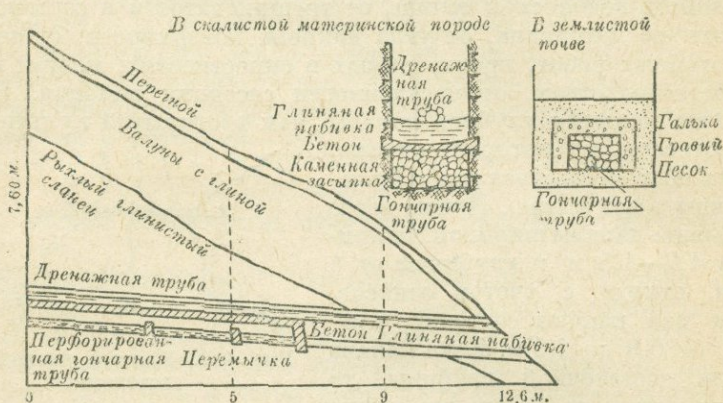 В скалистой материнской породе
В землистой
почве
Дренаж-
ная
труба
Глиняная
набивка
Бетон
Каменная
засыпка
Гончарная
труба
Галька
Гравий
Песок
Гончарная
труба
Перегной
Валуны с глиной
Рыхлый глинистый
сланец
7,60 м.
Дренажная труба
Бетон Глиняная набивка
Перфорирован-
ная гончарная
труба
Перемычка
0 5 9 12,6 м.